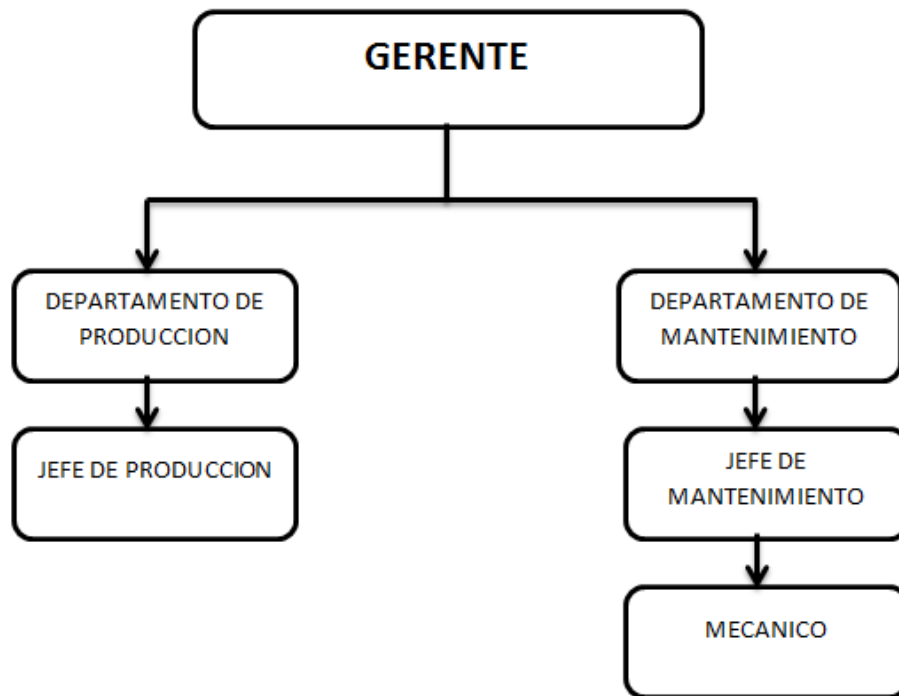 GERENTE
DEPARTAMENTO DE
PRODUCCION
DEPARTAMENTO DE
MANTENIMIENTO
JEFE DE PRODUCCION
JEFE DE
MANTENIMIENTO
MECANICO